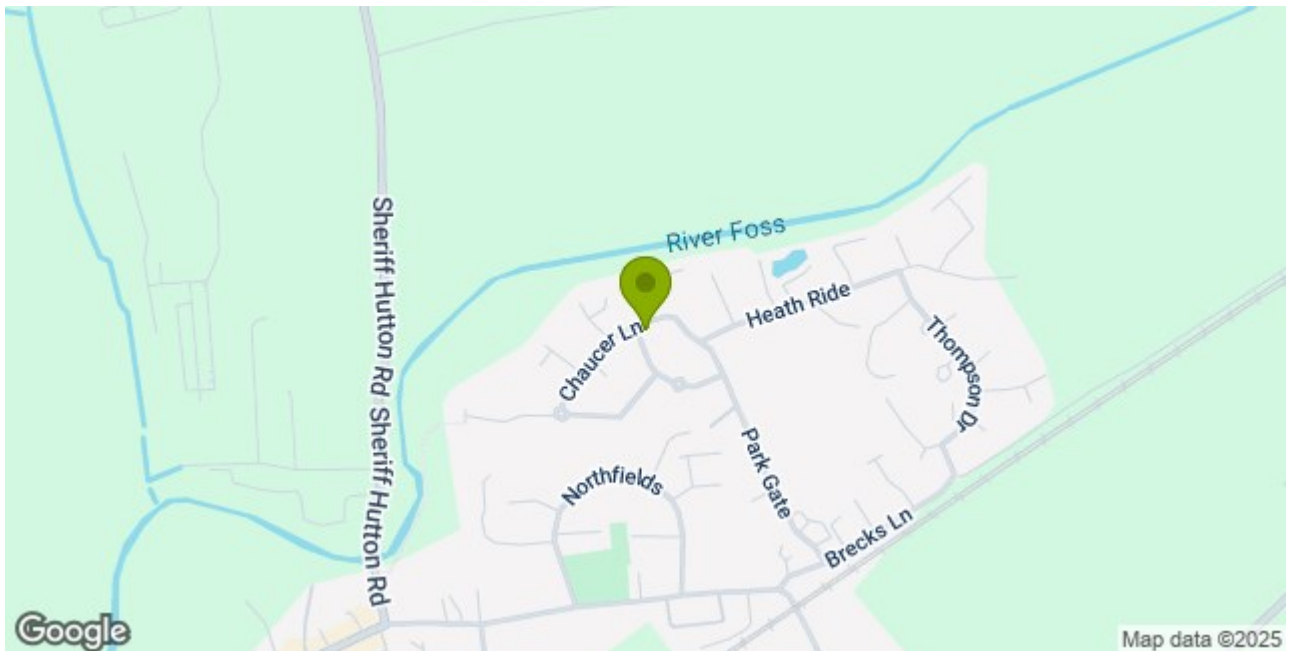 Sheriff Hutton Rd
Sheriff Hutton Rd
River Foss
Chaucer Ln
Heath Ride
Thompson Dr
Park Gate
Northfields
Brecks Ln
Google
Map data ©2025